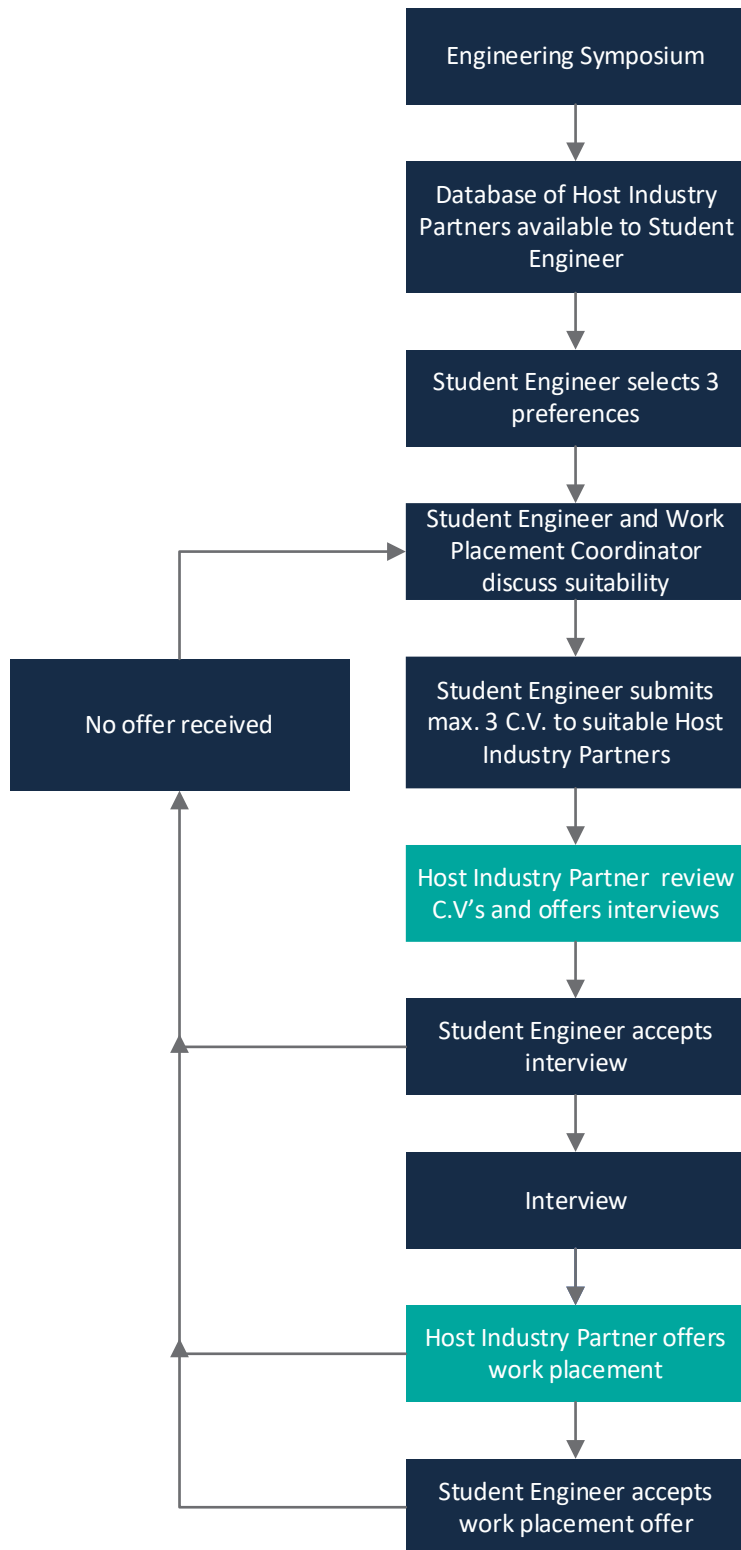 Engineering Symposium
Database of Host Industry
Partners available to Student
Engineer
Student Engineer selects 3
preferences
Student Engineer and Work
Placement Coordinator
discuss suitability
No offer received
Student Engineer submits
max. 3 C.V. to suitable Host
Industry Partners
Host Industry Partner  review
C.V’s and offers interviews
Student Engineer accepts
interview
Interview
Host Industry Partner offers
work placement
Student Engineer accepts
work placement offer